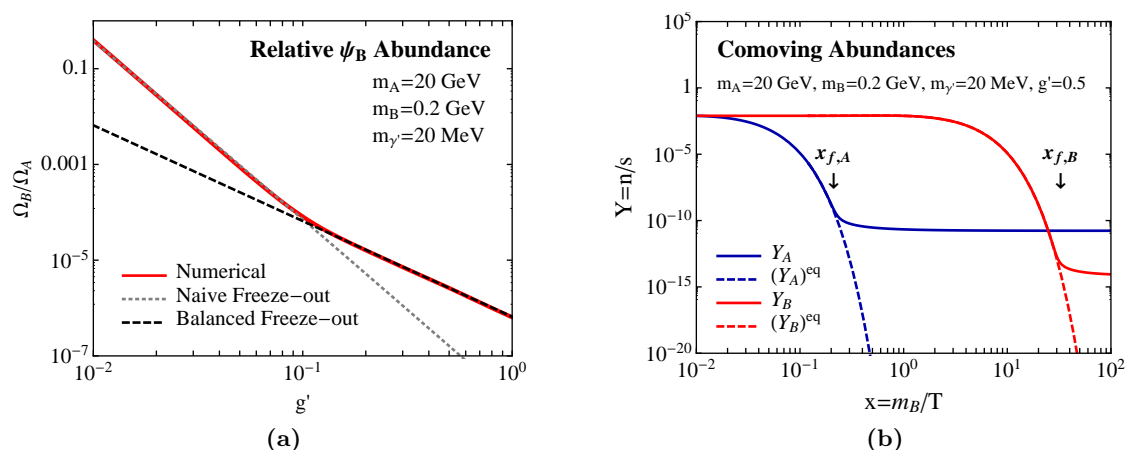 Relative ψ_B Abundance
m_A=20 GeV
m_B=0.2 GeV
m_γ'=20 MeV
0.1
0.001
10^-5
10^-7
Ω_B/Ω_A
Numerical
Naive Freeze-out
Balanced Freeze-out
10^-2
10^-1
10^0
g'
(a)
Comoving Abundances
m_A=20 GeV, m_B=0.2 GeV, m_γ'=20 MeV, g'=0.5
10^5
1
10^-5
10^-10
10^-15
10^-20
Y=n/s
x_f,A
x_f,B
↓
↓
Y_A
(Y_A)^eq
Y_B
(Y_B)^eq
10^-2
10^-1
10^0
10^1
10^2
x=m_B/T
(b)